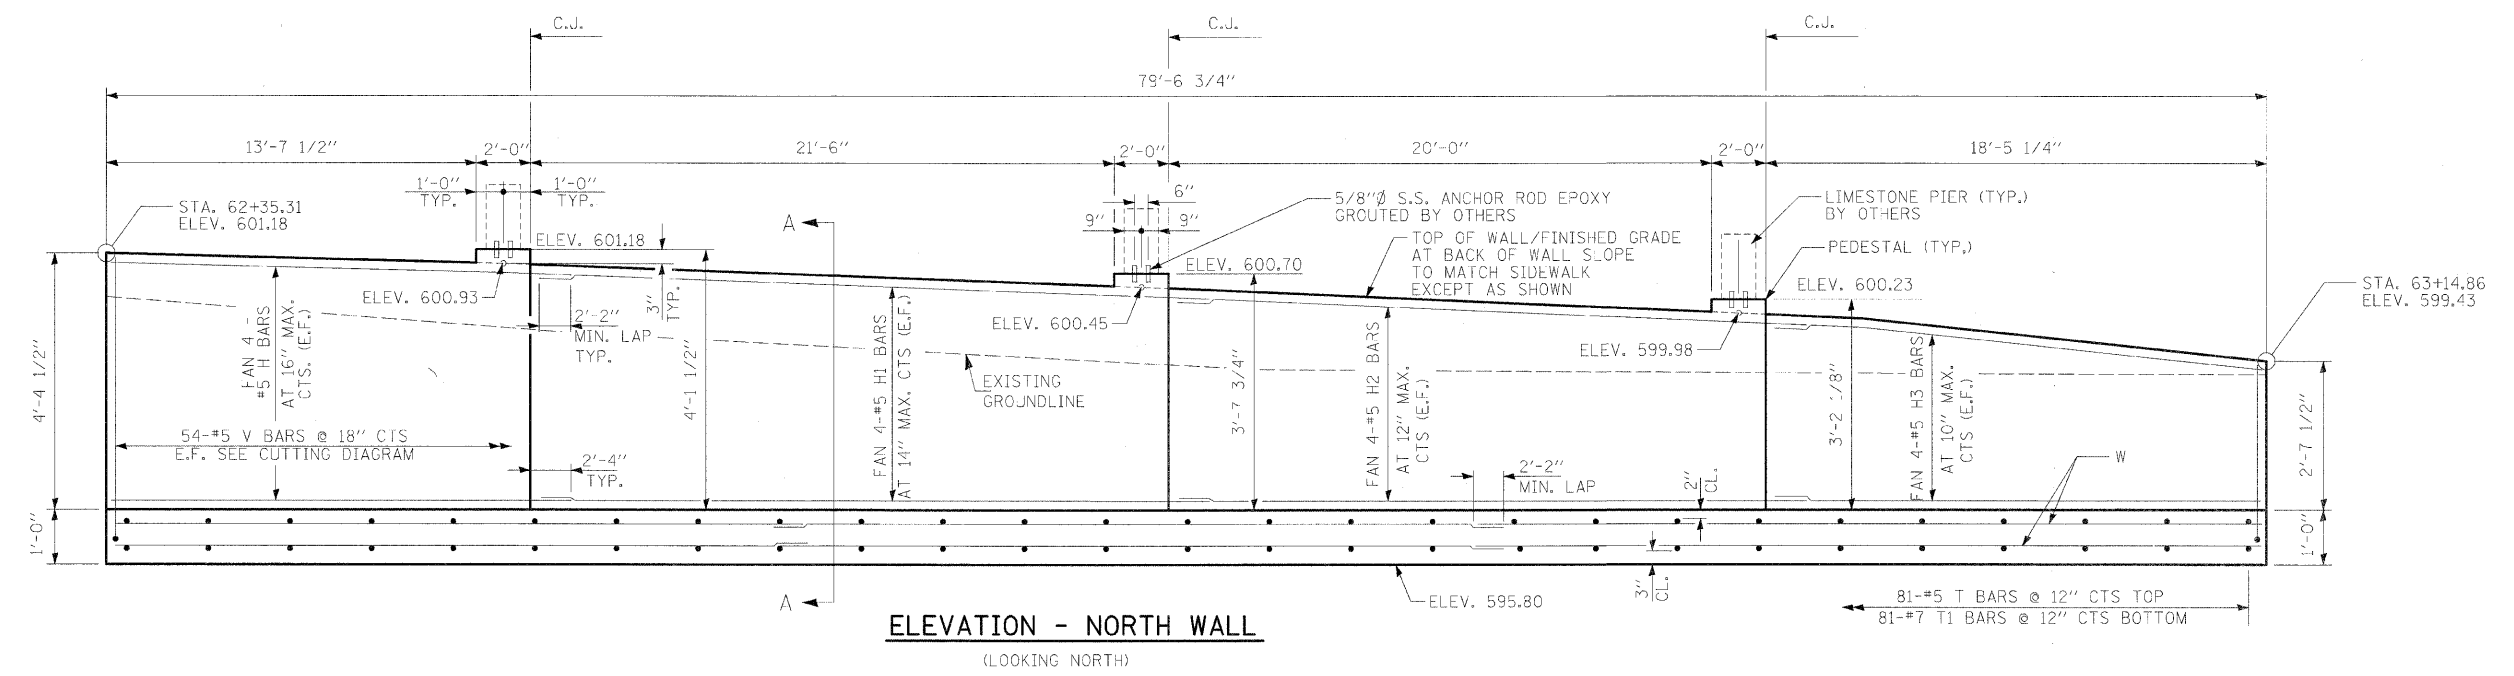 C.J.
C.J.
C.J.
79'-6 3/4"
13'-7 1/2"
2'-0"
21'-6"
2'-0"
20'-0"
2'-0"
18'-5 1/4"
1'-0"
TYP.
1'-0"
TYP.
6"
9"
9"
STA. 62+35.31
ELEV. 601.18
A
5/8"Ø S.S. ANCHOR ROD EPOXY
GROUTED BY OTHERS
LIMESTONE PIER (TYP.)
BY OTHERS
ELEV. 601.18
TOP OF WALL/FINISHED GRADE
AT BACK OF WALL SLOPE
TO MATCH SIDEWALK
EXCEPT AS SHOWN
PEDESTAL (TYP.)
ELEV. 600.70
ELEV. 600.23
STA. 63+14.86
ELEV. 599.43
ELEV. 600.93
3"
TYP.
2'-2"
MIN. LAP
TYP.
ELEV. 600.45
ELEV. 599.98
FAN 4 -
#5 H BARS
AT 16" MAX.
CTS. (E.F.)
4'-4 1/2"
4'-1 1/2"
FAN 4-#5 H1 BARS
AT 14" MAX. CTS (E.F.)
EXISTING
GROUNDLINE
3'-7 3/4"
FAN 4-#5 H2 BARS
AT 12" MAX.
CTS (E.F.)
3'-2 1/8"
FAN 4-#5 H3 BARS
AT 10" MAX.
CTS (E.F.)
2'-7 1/2"
54-#5 V BARS @ 18" CTS
E.F. SEE CUTTING DIAGRAM
2'-4"
TYP.
2'-2"
MIN. LAP
2"
CL.
W
1'-0"
1'-0"
3"
CL.
A
ELEV. 595.80
81-#5 T BARS @ 12" CTS TOP
81-#7 T1 BARS @ 12" CTS BOTTOM
ELEVATION - NORTH WALL
(LOOKING NORTH)